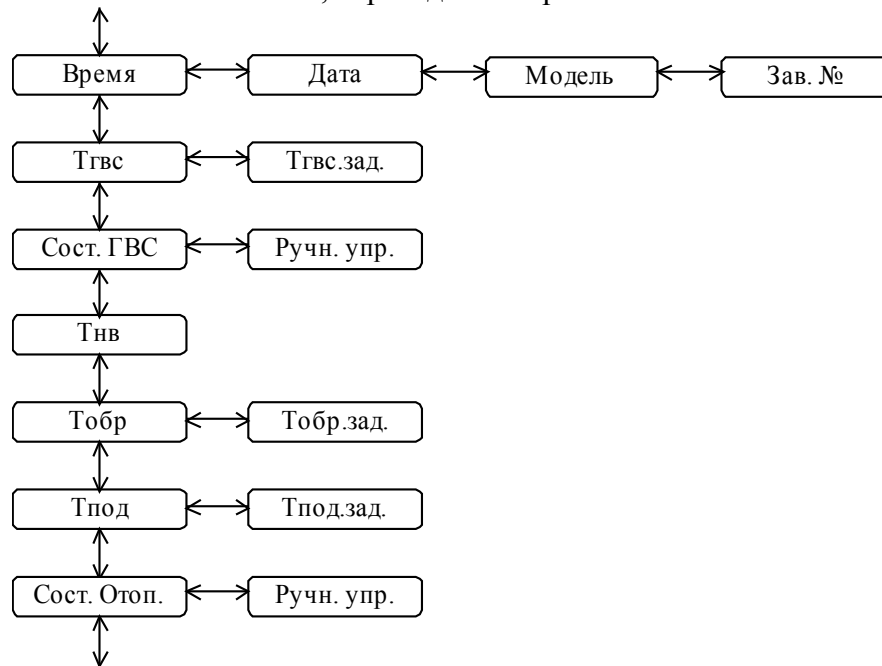 Время Дата Модель Зав. №
Тгвс Тгвс.зад.
Сост. ГВС Ручн. упр.
Тнв
Тобр Тобр.зад.
Тпод Тпод.зад.
Сост. Отоп. Ручн. упр.